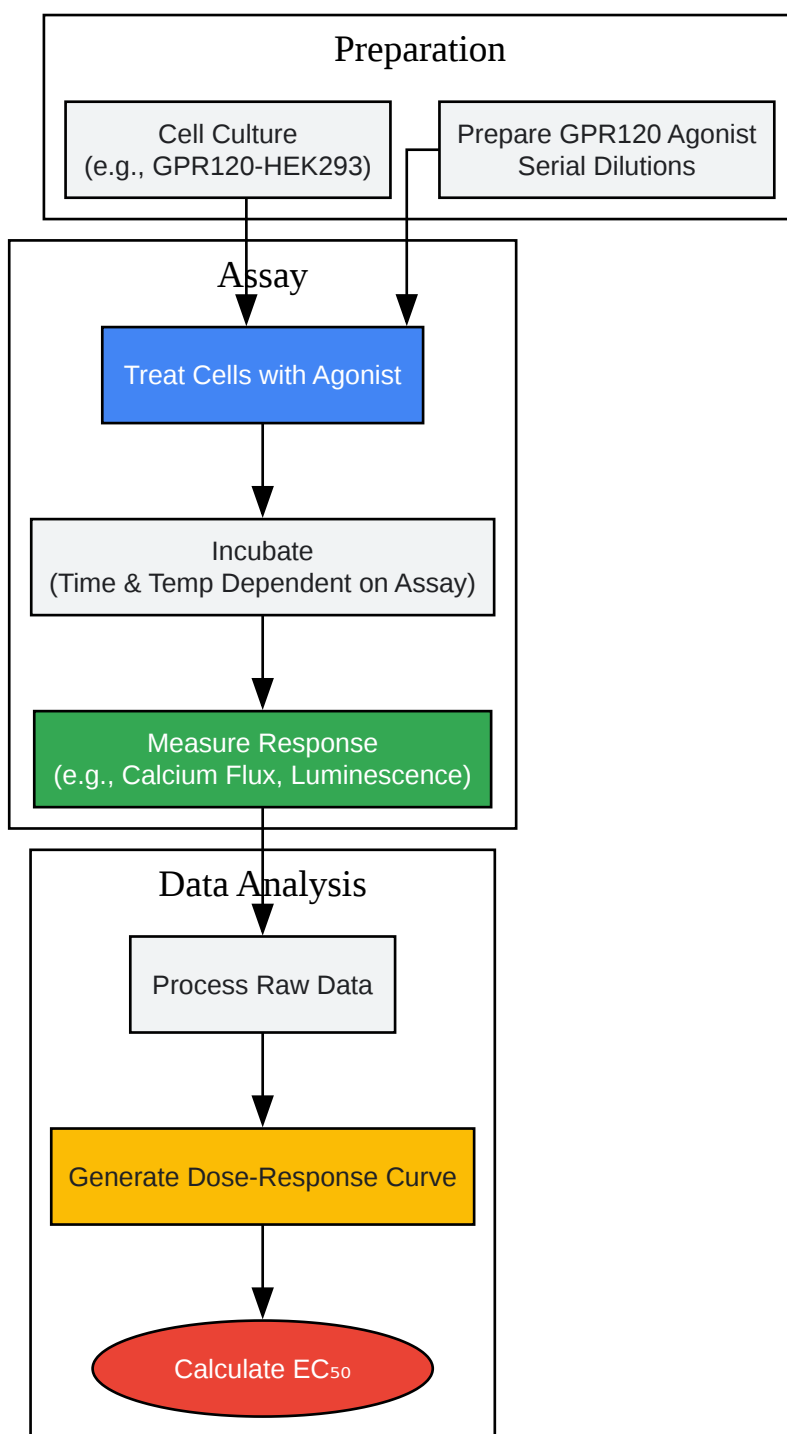 Preparation
Cell Culture
(e.g., GPR120-HEK293)
Prepare GPR120 Agonist
Serial Dilutions
Assay
Treat Cells with Agonist
Incubate
(Time & Temp Dependent on Assay)
Measure Response
(e.g., Calcium Flux, Luminescence)
Data Analysis
Process Raw Data
Generate Dose-Response Curve
Calculate EC₅₀